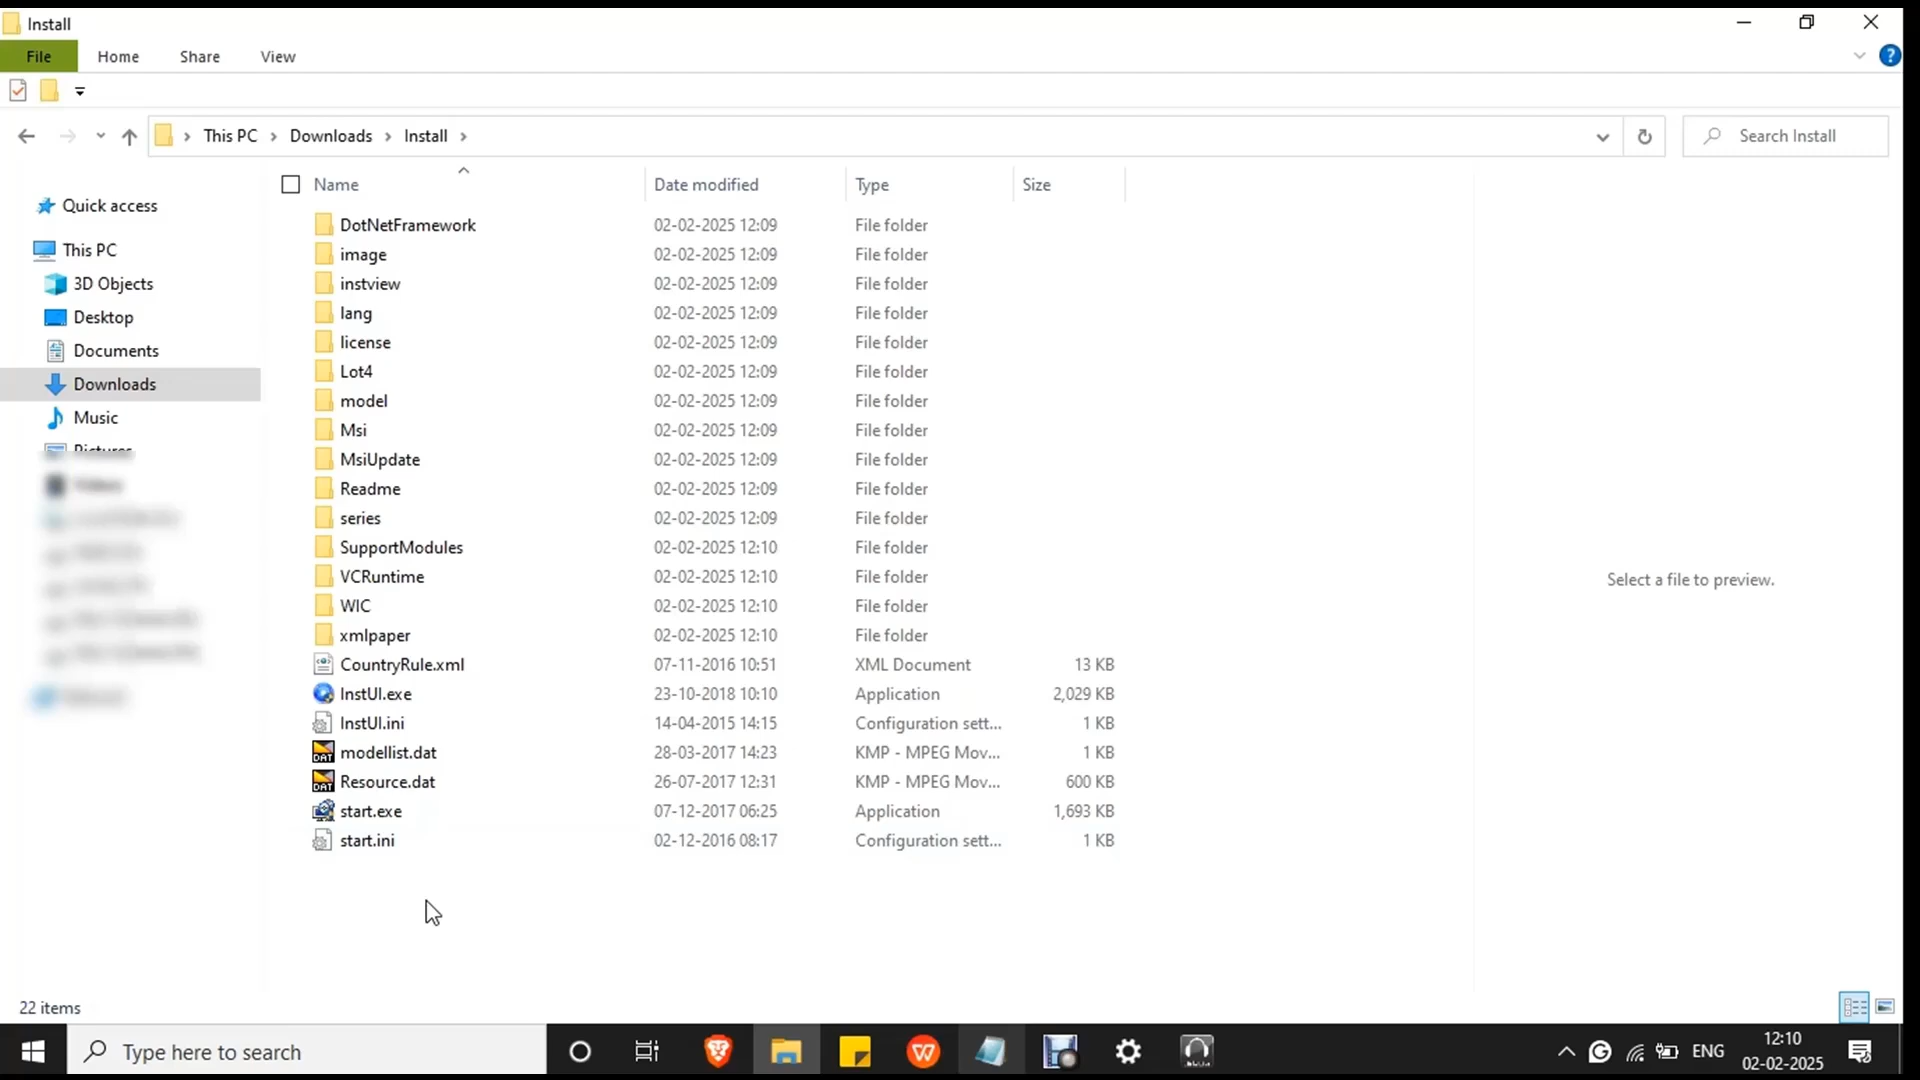 Install
File Home Share View
This PC Downloads Install
Search Install
Name Date modified Type Size
Quick access
This PC
3D Objects
Desktop
Documents
Downloads
Music
Pictures
DotNetFramework 02-02-2025 12:09 File folder
image 02-02-2025 12:09 File folder
instview 02-02-2025 12:09 File folder
lang 02-02-2025 12:09 File folder
license 02-02-2025 12:09 File folder
Lot4 02-02-2025 12:09 File folder
model 02-02-2025 12:09 File folder
Msi 02-02-2025 12:09 File folder
MsiUpdate 02-02-2025 12:09 File folder
Readme 02-02-2025 12:09 File folder
series 02-02-2025 12:09 File folder
SupportModules 02-02-2025 12:10 File folder
VCRuntime 02-02-2025 12:10 File folder
WIC 02-02-2025 12:10 File folder
xmlpaper 02-02-2025 12:10 File folder
CountryRule.xml 07-11-2016 10:51 XML Document 13 KB
InstUI.exe 23-10-2018 10:10 Application 2,029 KB
InstUI.ini 14-04-2015 14:15 Configuration sett... 1 KB
modellist.dat 28-03-2017 14:23 KMP - MPEG Mov... 1 KB
Resource.dat 26-07-2017 12:31 KMP - MPEG Mov... 600 KB
start.exe 07-12-2017 06:25 Application 1,693 KB
start.ini 02-12-2016 08:17 Configuration sett... 1 KB
Select a file to preview.
22 items
Type here to search
ENG
12:10
02-02-2025